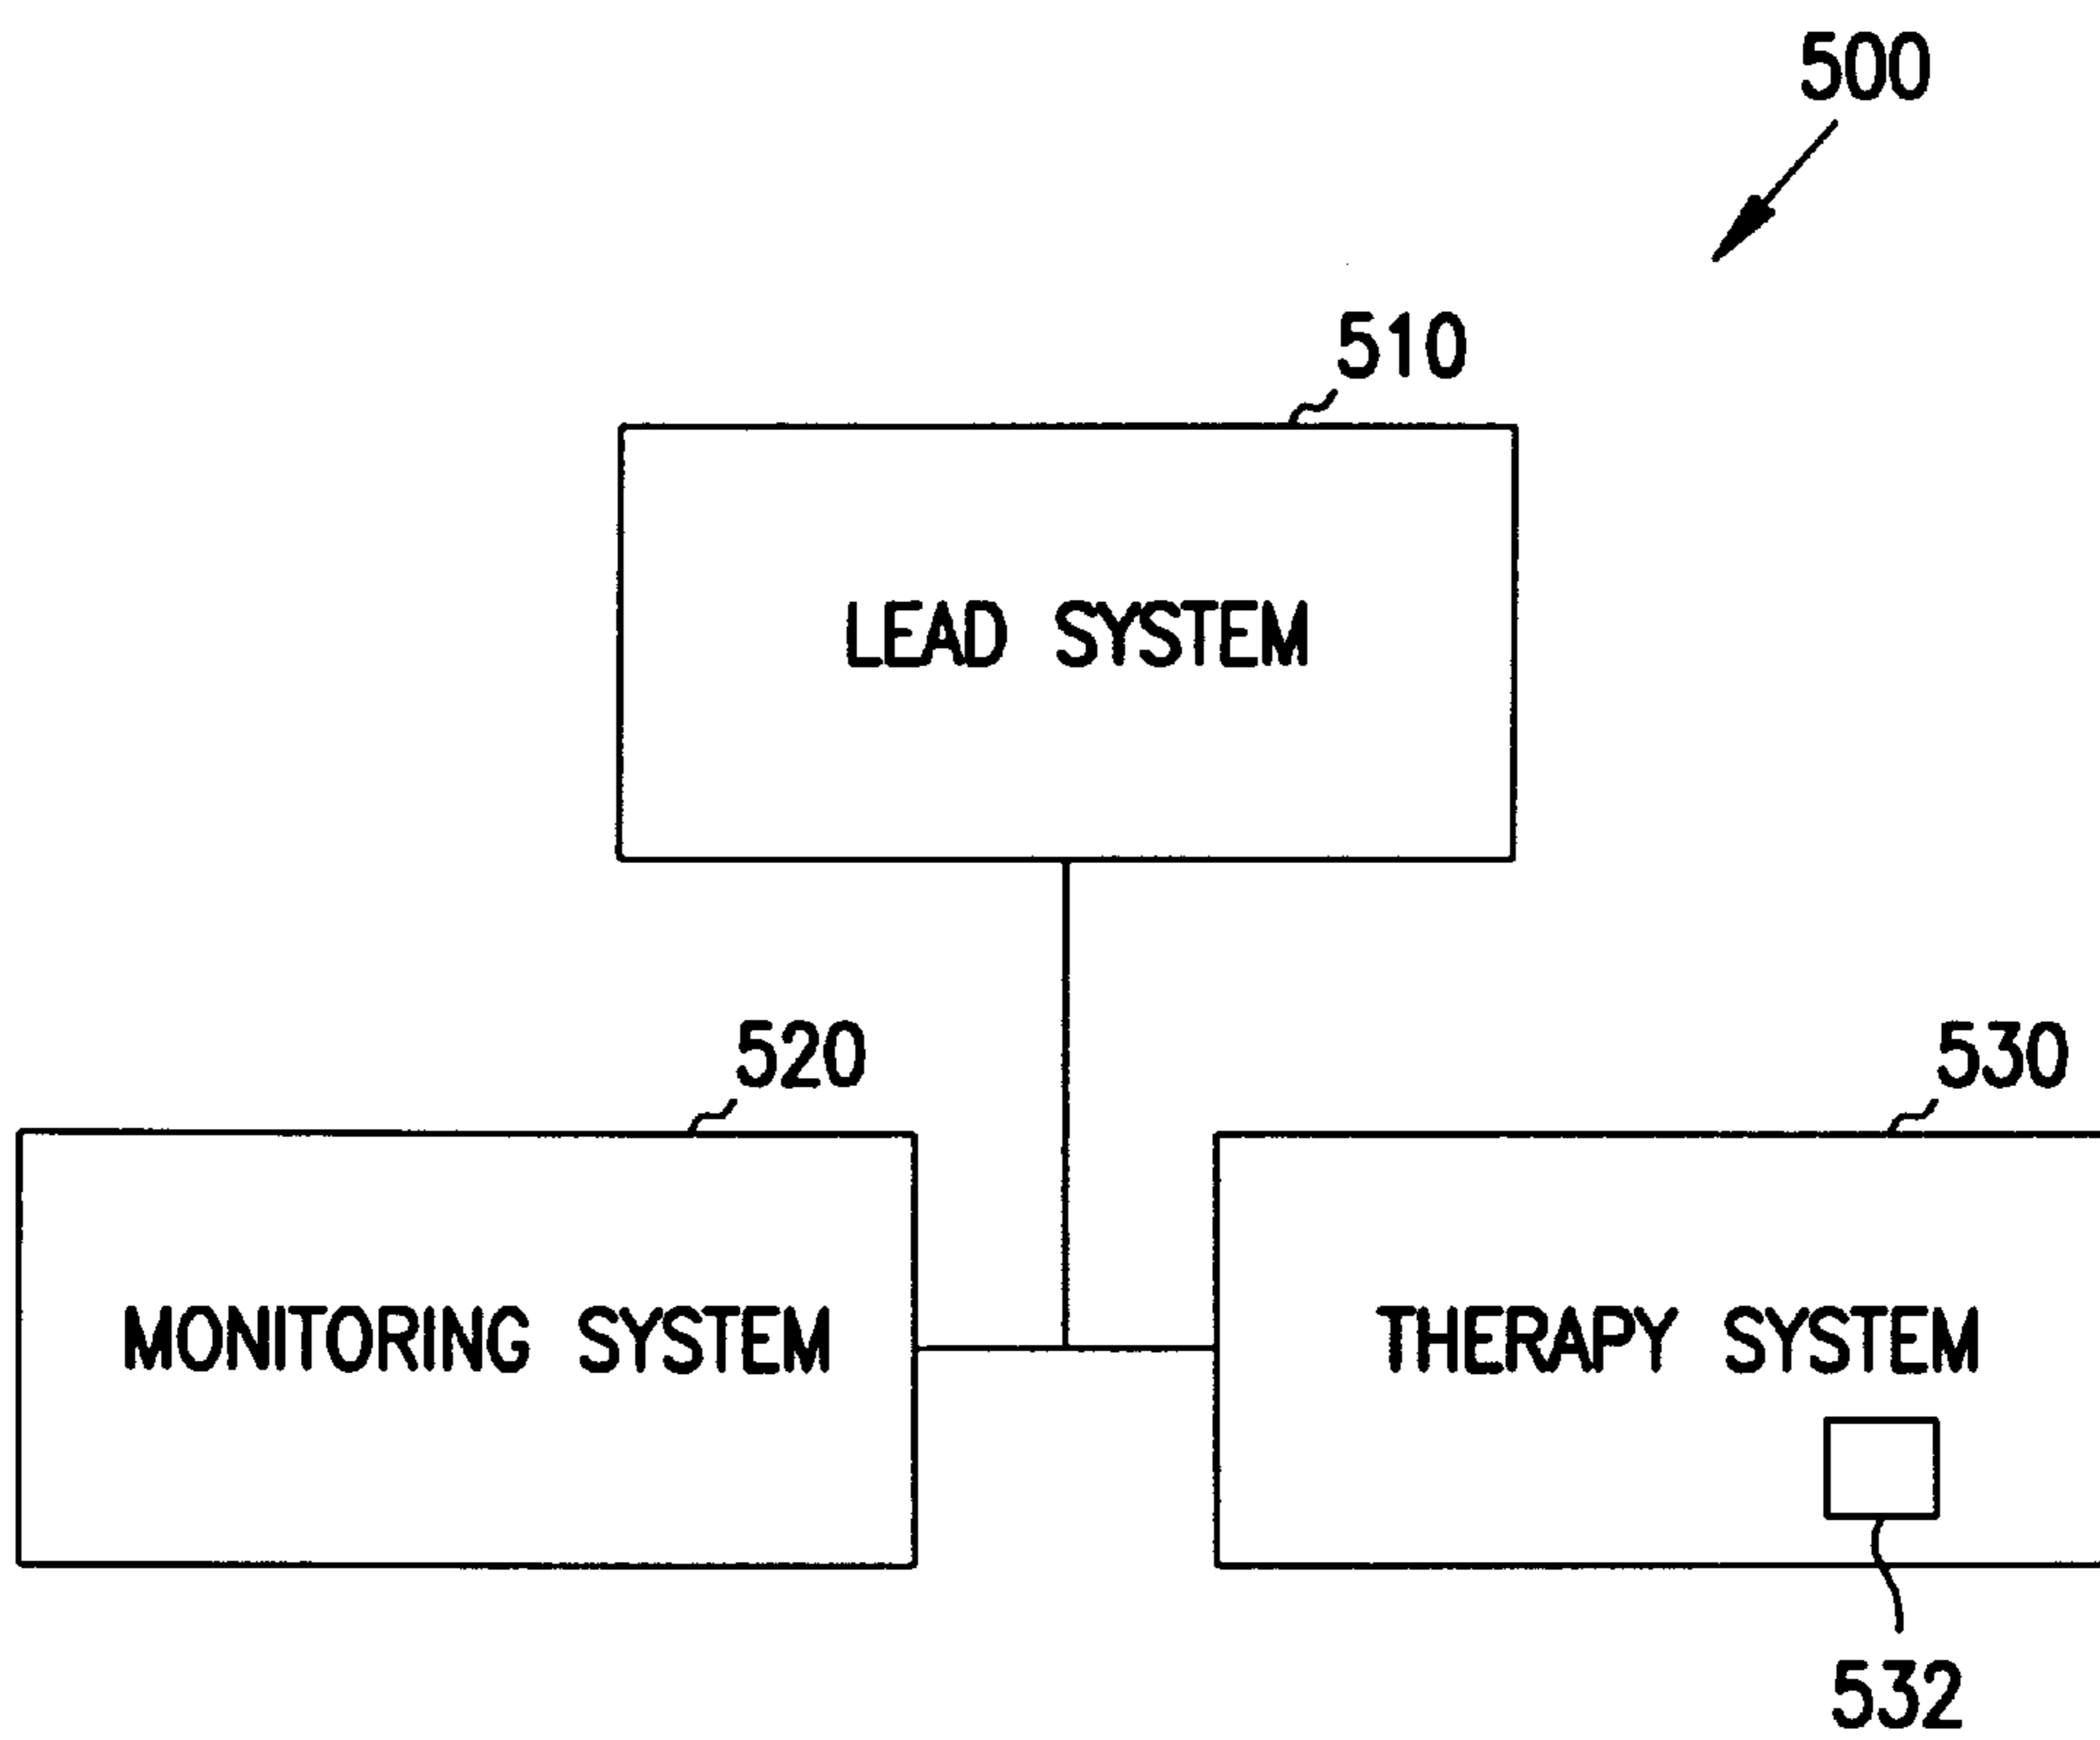 500
510
LEAD SYSTEM
520
530
MONITORING SYSTEM
THERAPY SYSTEM
532